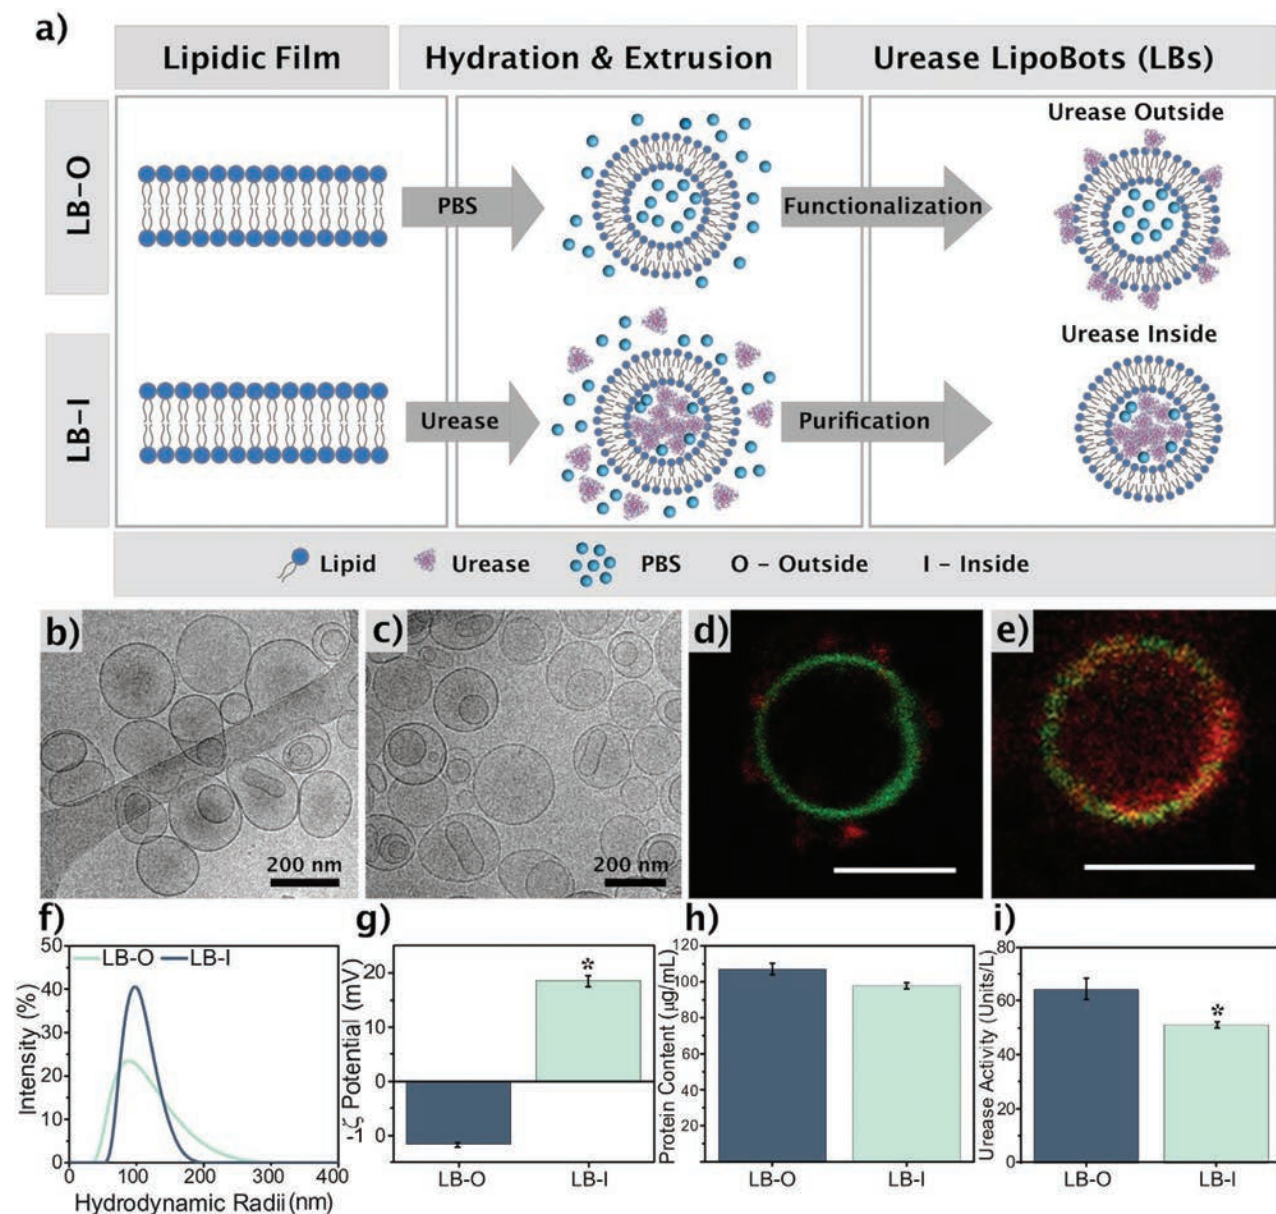 a)
Lipidic Film
Hydration & Extrusion
Urease LipoBots (LBs)
LB-O
PBS
Functionalization
Urease Outside
LB-I
Urease
Purification
Urease Inside
Lipid
Urease
PBS
O - Outside
I - Inside
b)
200 nm
c)
200 nm
d)
e)
f)
LB-O
LB-I
50
40
30
20
10
0
Intensity (%)
0
100
200
300
400
Hydrodynamic Radii (nm)
g)
*
20
0
-10
ζ Potential (mV)
LB-O
LB-I
h)
120
100
80
60
40
20
Protein Content (µg/mL)
LB-O
LB-I
i)
*
80
60
40
20
0
Urease Activity (Units/L)
LB-O
LB-I